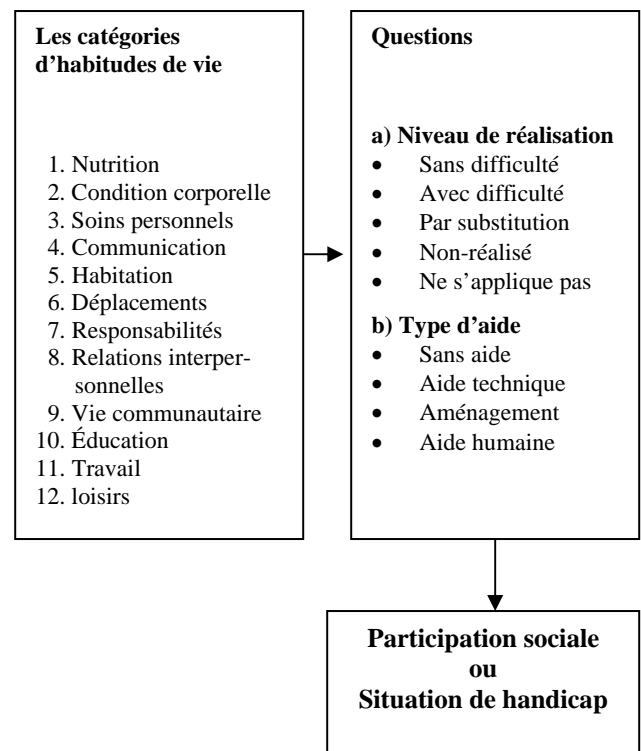 Les catégories
d'habitudes de vie
1. Nutrition
2. Condition corporelle
3. Soins personnels
4. Communication
5. Habitation
6. Déplacements
7. Responsabilités
8. Relations interper-
sonnelles
9. Vie communautaire
10. Éducation
11. Travail
12. loisirs
Questions
a) Niveau de réalisation
• Sans difficulté
• Avec difficulté
• Par substitution
• Non-réalisé
• Ne s'applique pas
b) Type d'aide
• Sans aide
• Aide technique
• Aménagement
• Aide humaine
Participation sociale
ou
Situation de handicap